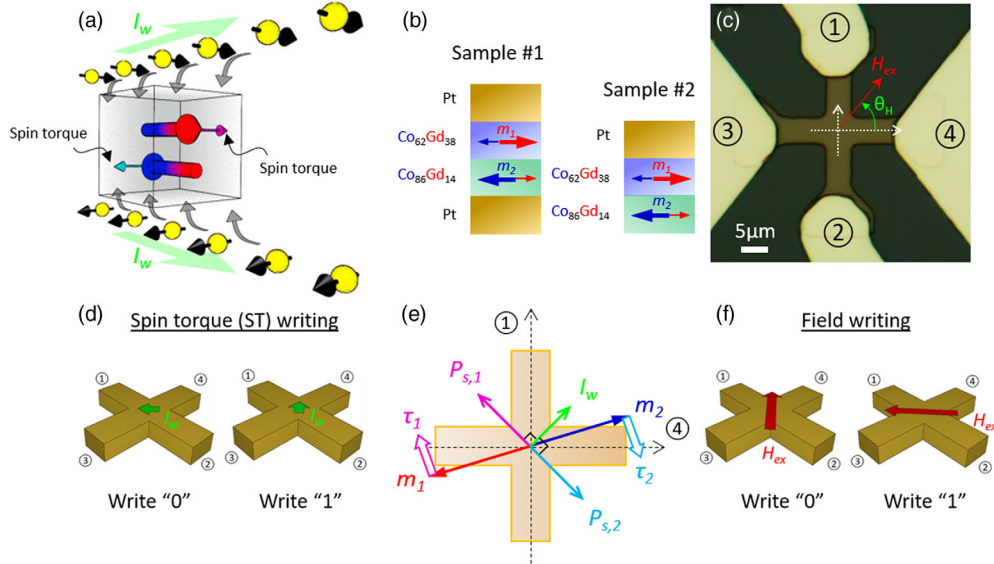 (a)
I_w
Spin torque
Spin torque
I_w
(b)
Sample #1
Pt
Co₆₂Gd₃₈
m₁
Co₈₆Gd₁₄
m₂
Pt
Sample #2
Pt
Co₆₂Gd₃₈
m₁
Co₈₆Gd₁₄
m₂
(c)
①
H_ex
θ_H
③
④
②
5μm
(d)
Spin torque (ST) writing
①
④
I_w
③
②
Write “0”
①
④
I_w
③
②
Write “1”
(e)
①
P_s,1
I_w
m₂
τ₁
④
m₁
τ₂
P_s,2
(f)
Field writing
①
④
③
H_ex
②
Write “0”
①
④
H_ex
③
②
Write “1”